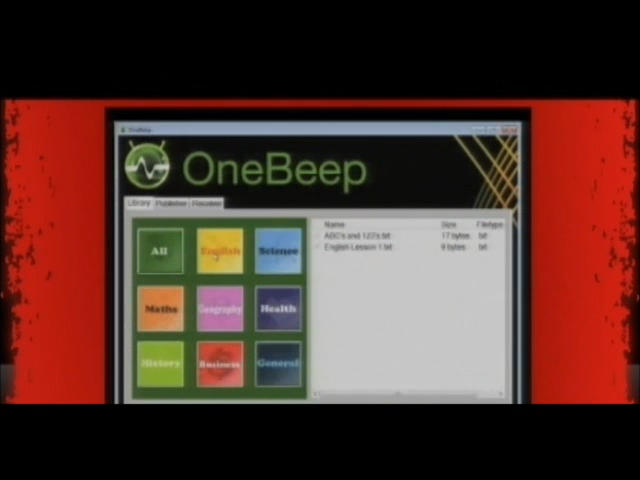 OneBeep
OneBeep
Library Publisher Receiver
Name Size Filetype
ABC's and 123's.txt 17 bytes .txt
English Lesson 1.txt 9 bytes .txt
All English Science
Maths Geography Health
History Business General